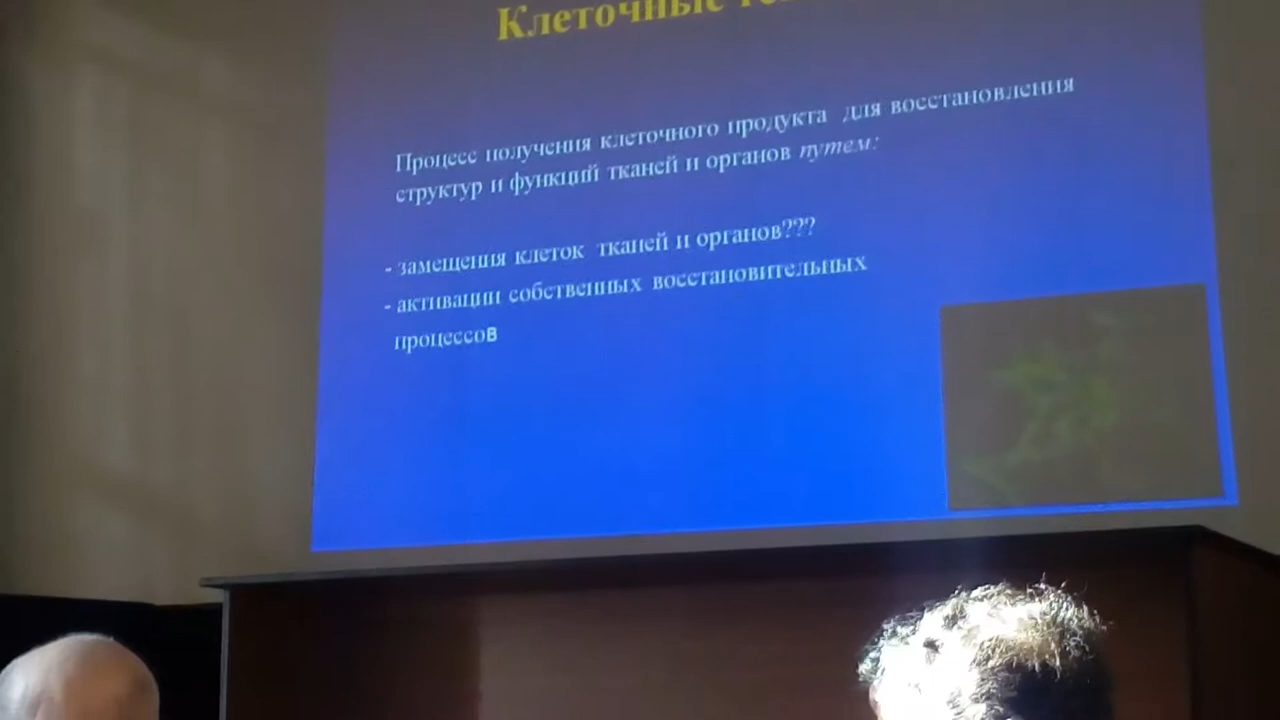 Клеточные
Процесс получения клеточного продукта для восстановления
структур и функций тканей и органов путем:
- замещения клеток тканей и органов???
- активации собственных восстановительных
процессов